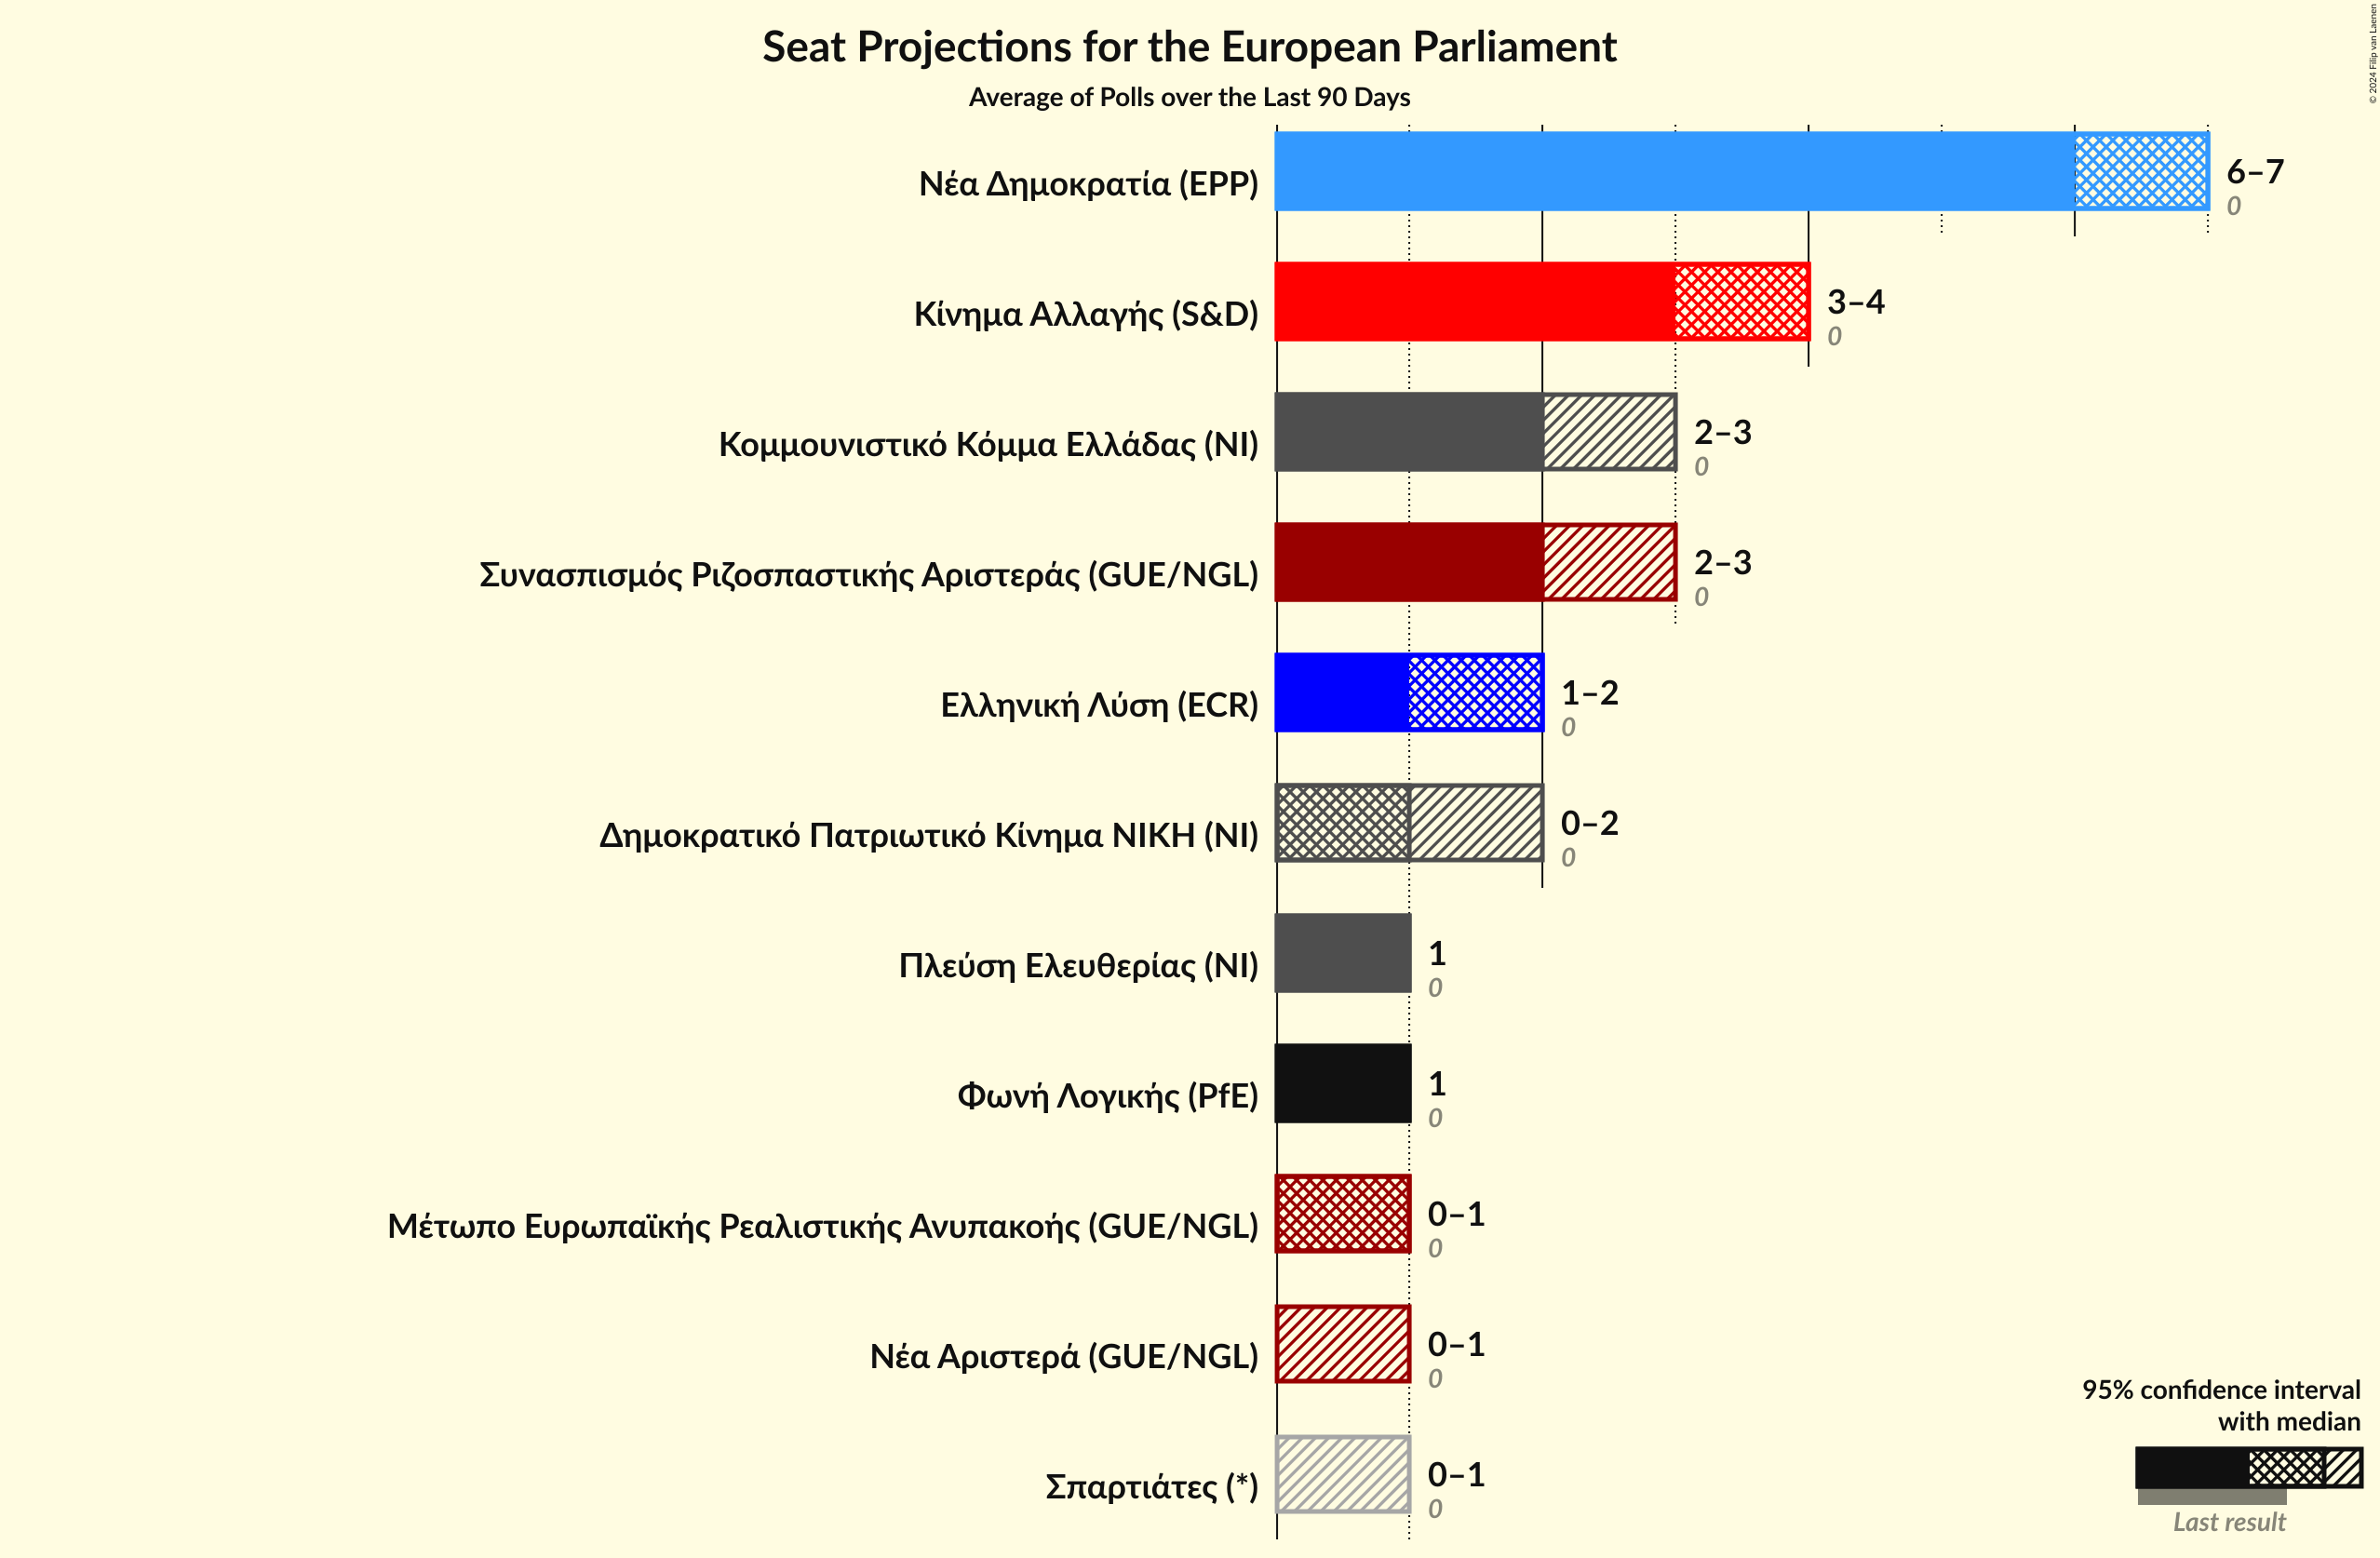 Seat Projections for the European Parliament
Average of Polls over the Last 90 Days
© 2024 Filip van Laenen
Νέα Δημοκρατία (EPP)
6–7
0
Κίνημα Αλλαγής (S&D)
3–4
0
Κομμουνιστικό Κόμμα Ελλάδας (NI)
2–3
0
Συνασπισμός Ριζοσπαστικής Αριστεράς (GUE/NGL)
2–3
0
Ελληνική Λύση (ECR)
1–2
0
Δημοκρατικό Πατριωτικό Κίνημα ΝΙΚΗ (NI)
0–2
0
Πλεύση Ελευθερίας (NI)
1
0
Φωνή Λογικής (PfE)
1
0
Μέτωπο Ευρωπαϊκής Ρεαλιστικής Ανυπακοής (GUE/NGL)
0–1
0
Νέα Αριστερά (GUE/NGL)
0–1
0
Σπαρτιάτες (*)
0–1
0
95% confidence interval
with median
Last result